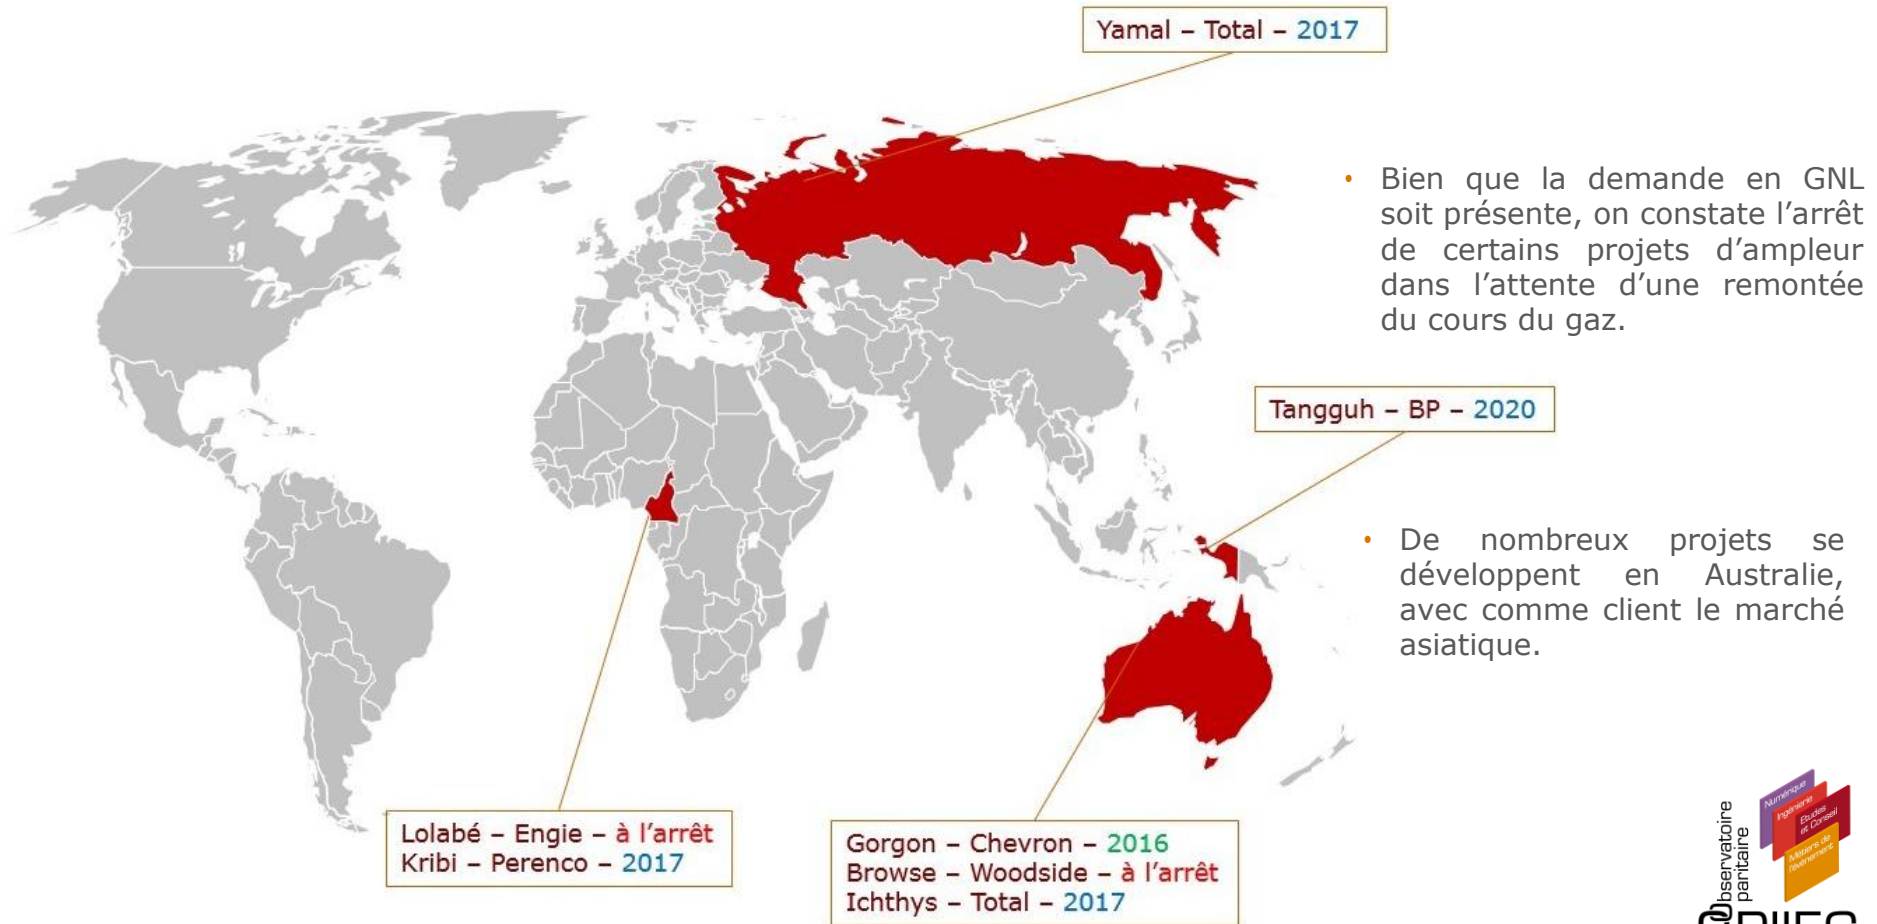 Yamal – Total – 2017
• Bien que la demande en GNL
soit présente, on constate l’arrêt
de certains projets d’ampleur
dans l’attente d’une remontée
du cours du gaz.
Tangguh – BP – 2020
• De nombreux projets se
développent en Australie,
avec comme client le marché
asiatique.
Lolabé – Engie – à l’arrêt
Kribi – Perenco – 2017
Gorgon – Chevron – 2016
Browse – Woodside – à l’arrêt
Ichthys – Total – 2017
Observatoire
paritaire
Numérique
Ingénierie
Etudes
et Conseil
Métiers de
l'événement